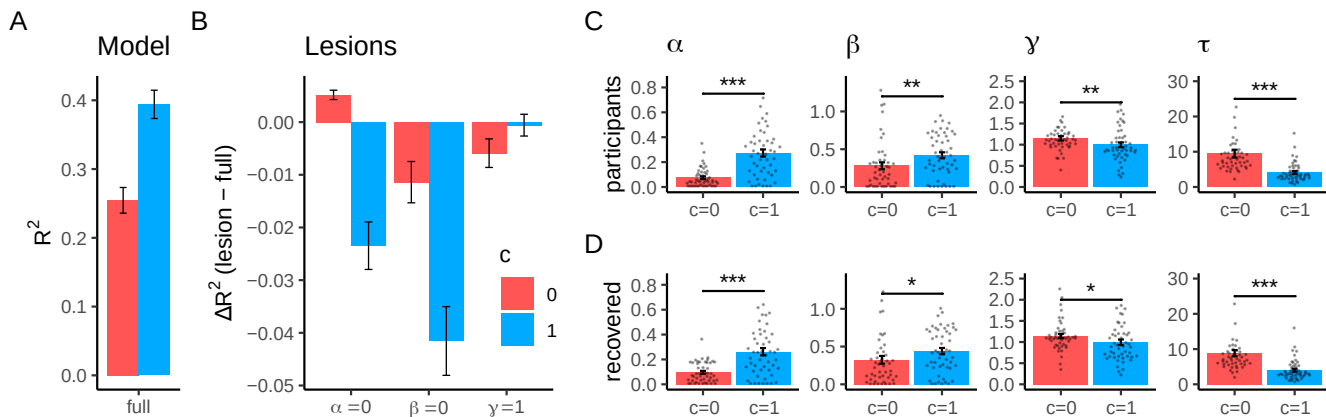 A
Model
R²
0.4
0.3
0.2
0.1
0.0
full
B
Lesions
ΔR² (lesion − full)
0.00
−0.01
−0.02
−0.03
−0.04
−0.05
α =0
β =0
γ =1
c
0
1
C
α
β
γ
τ
participants
0.8
0.6
0.4
0.2
0.0
***
c=0
c=1
1.0
0.5
0.0
**
c=0
c=1
2.5
2.0
1.5
1.0
0.5
0.0
**
c=0
c=1
30
20
10
0
***
c=0
c=1
D
recovered
0.8
0.6
0.4
0.2
0.0
***
c=0
c=1
1.0
0.5
0.0
*
c=0
c=1
2.5
2.0
1.5
1.0
0.5
0.0
*
c=0
c=1
30
20
10
0
***
c=0
c=1